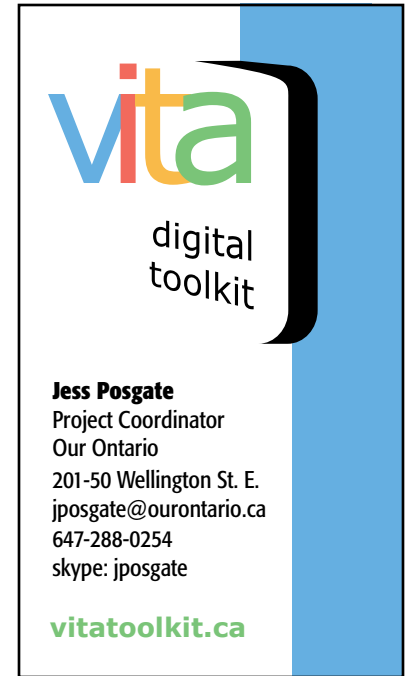 vita
digital
toolkit
Jess Posgate
Project Coordinator
Our Ontario
201-50 Wellington St. E.
jposgate@ourontario.ca
647-288-0254
skype: jposgate
vitatoolkit.ca